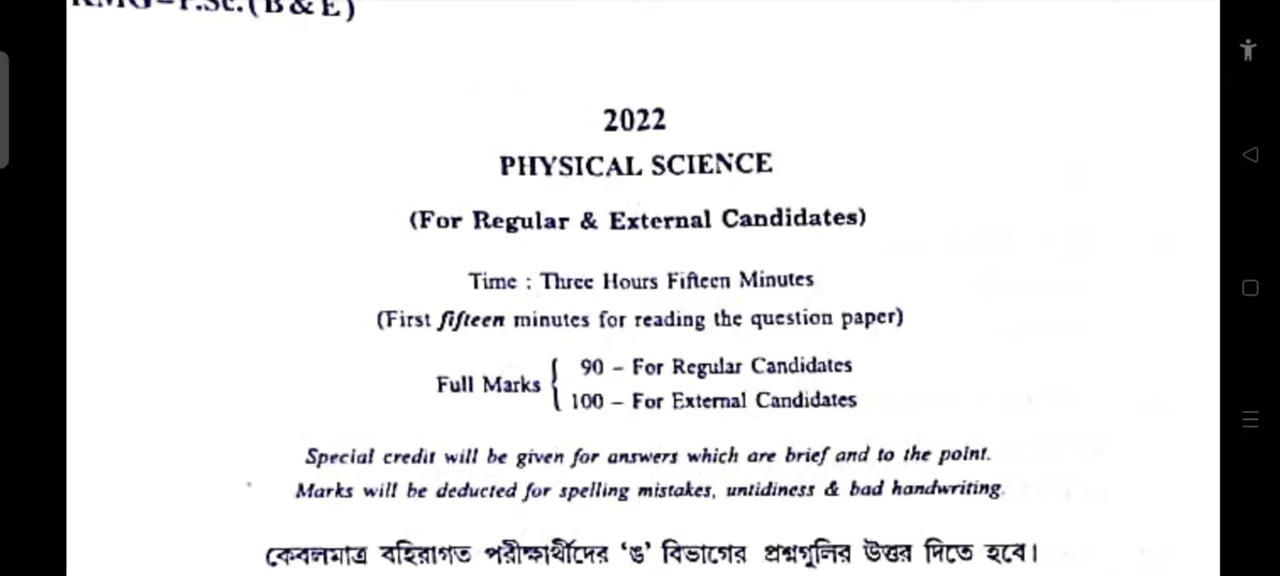 RMG-P.Sc.(B & E)
2022
PHYSICAL SCIENCE
(For Regular & External Candidates)
Time : Three Hours Fifteen Minutes
(First fifteen minutes for reading the question paper)
Full Marks { 90 – For Regular Candidates
100 – For External Candidates
Special credit will be given for answers which are brief and to the point.
Marks will be deducted for spelling mistakes, untidiness & bad handwriting.
কেবলমাত্র বহিরাগত পরীক্ষার্থীদের ‘ঙ’ বিভাগের প্রশ্নগুলির উত্তর দিতে হবে।